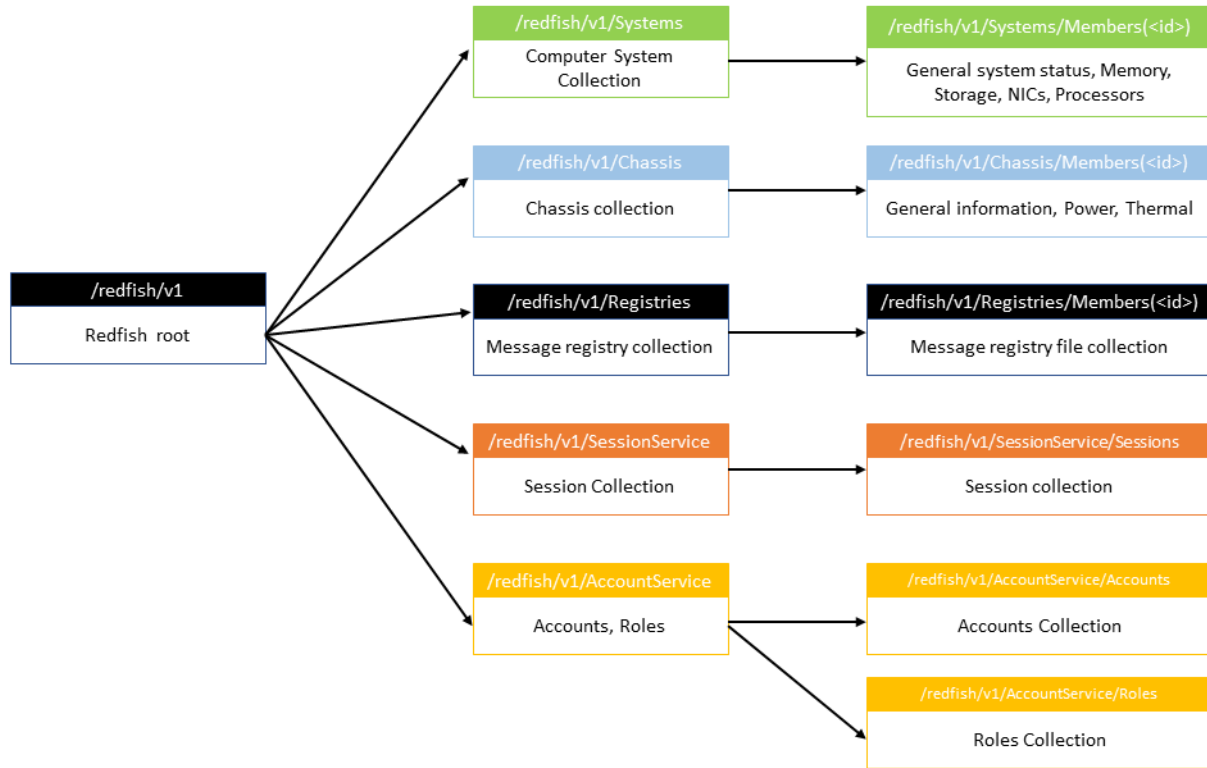 /redfish/v1/Systems
Computer System
Collection
/redfish/v1/Systems/Members(<id>)
General system status, Memory,
Storage, NICs, Processors
/redfish/v1/Chassis
Chassis collection
/redfish/v1/Chassis/Members(<id>)
General information, Power, Thermal
/redfish/v1
Redfish root
/redfish/v1/Registries
Message registry collection
/redfish/v1/Registries/Members(<id>)
Message registry file collection
/redfish/v1/SessionService
Session Collection
/redfish/v1/SessionService/Sessions
Session collection
/redfish/v1/AccountService
Accounts, Roles
/redfish/v1/AccountService/Accounts
Accounts Collection
/redfish/v1/AccountService/Roles
Roles Collection